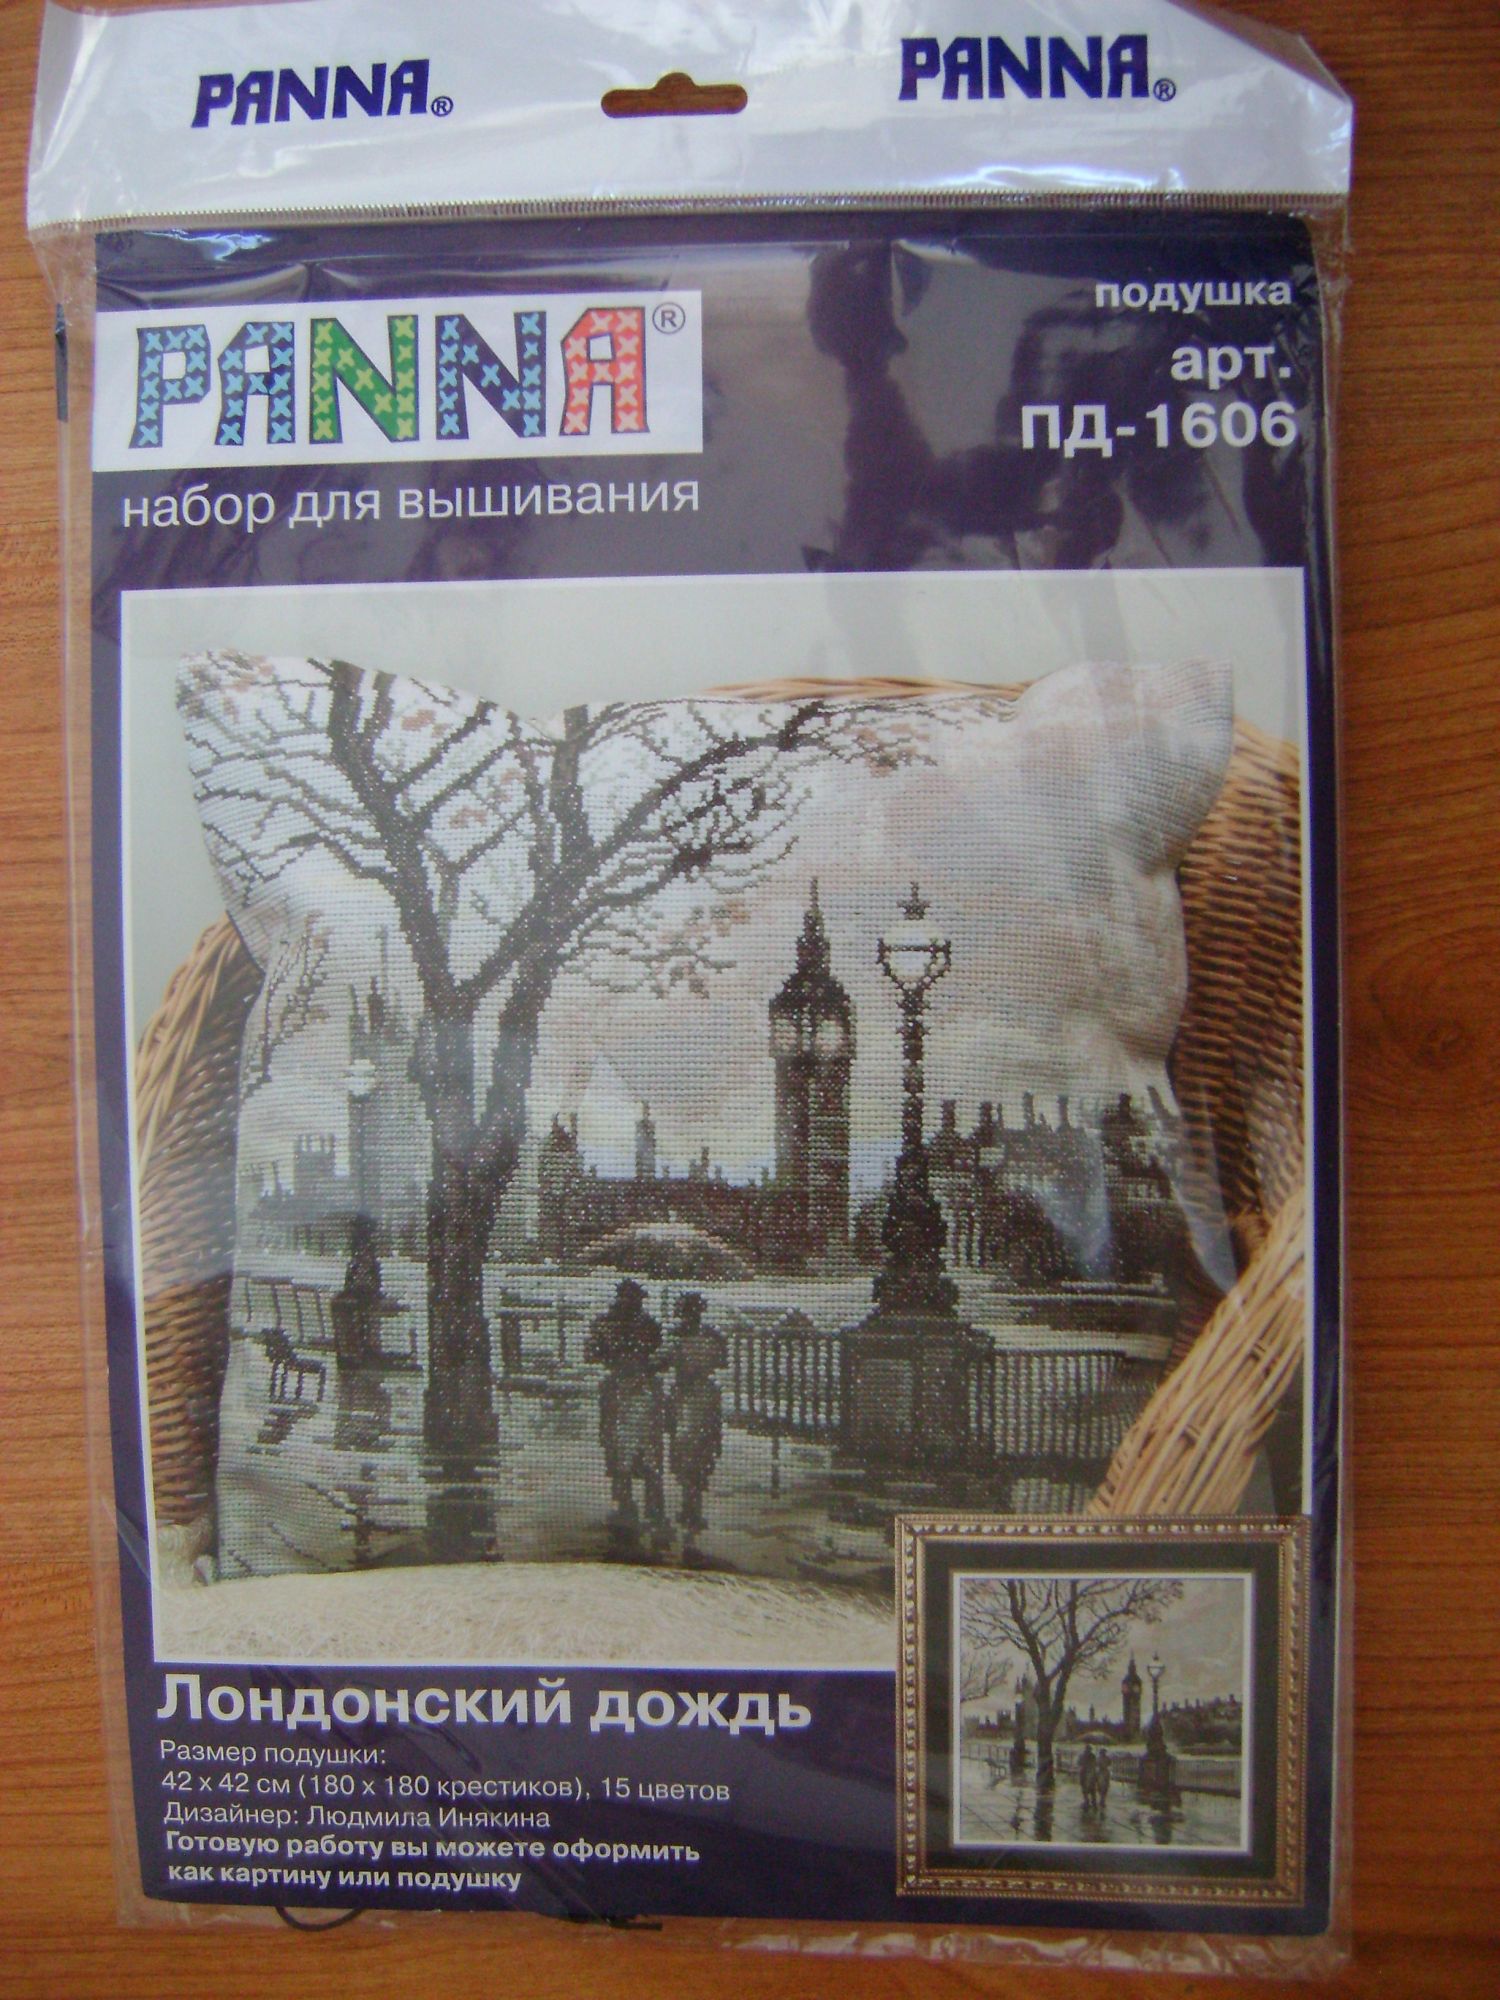 PANNA®
PANNA®
PANNA®
набор для вышивания
подушка
арт.
ПД-1606
Лондонский дождь
Размер подушки:
42 х 42 см (180 х 180 крестиков), 15 цветов
Дизайнер: Людмила Инякина
Готовую работу вы можете оформить
как картину или подушку